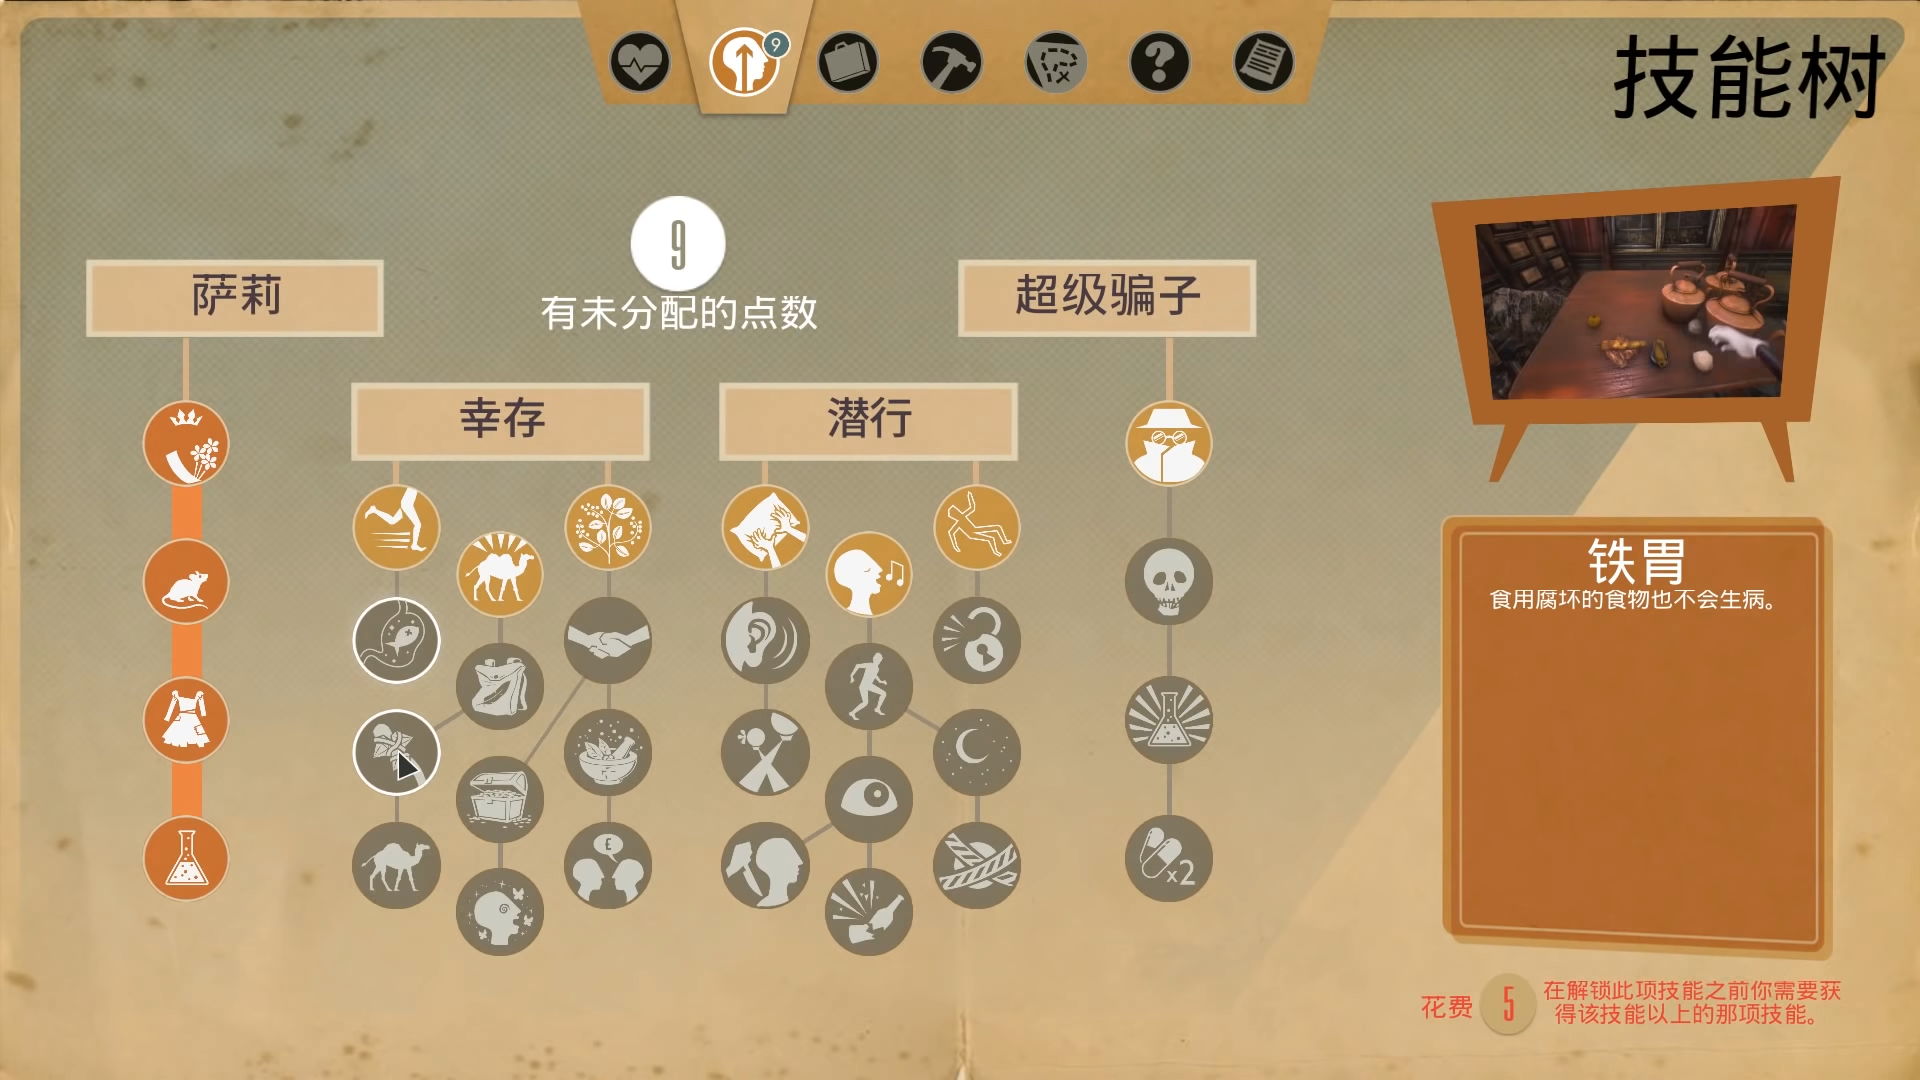 9
技能树
9
有未分配的点数
萨莉
超级骗子
幸存
潜行
£
x2
铁胃
食用腐坏的食物也不会生病。
花费
5
在解锁此项技能之前你需要获
得该技能以上的那项技能。